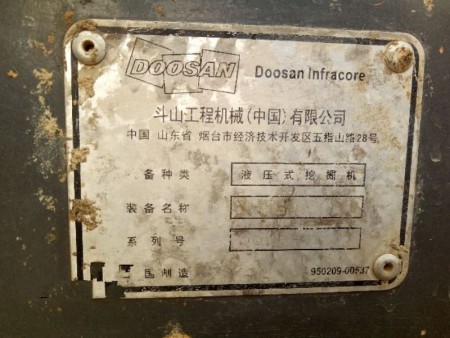 DOOSAN Doosan Infracore
斗山工程机械(中国)有限公司
中国 山东省 烟台市经济技术开发区五指山路28号
备种类 液压式挖掘机
装备名称
系列号
国制造 950209-00537